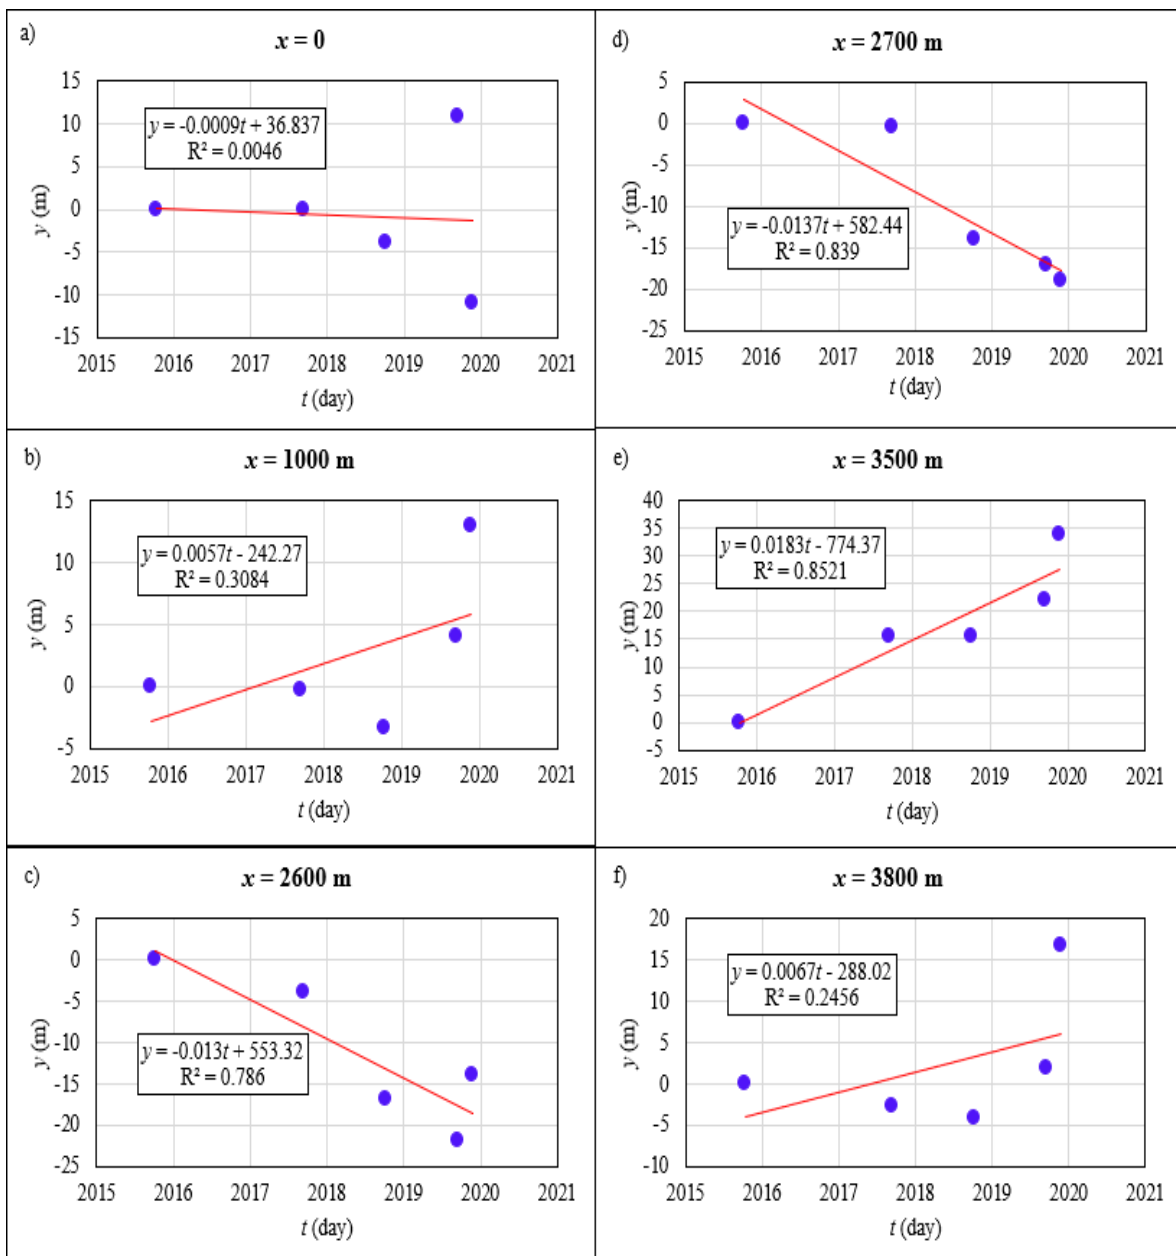 a)
x = 0
15
10
5
0
-5
-10
-15
y (m)
y = -0.0009t + 36.837
R² = 0.0046
2015 2016 2017 2018 2019 2020 2021
t (day)
d)
x = 2700 m
5
0
-5
-10
-15
-20
-25
y (m)
y = -0.0137t + 582.44
R² = 0.839
2015 2016 2017 2018 2019 2020 2021
t (day)
b)
x = 1000 m
15
10
5
0
-5
y (m)
y = 0.0057t - 242.27
R² = 0.3084
2015 2016 2017 2018 2019 2020 2021
t (day)
e)
x = 3500 m
40
35
30
25
20
15
10
5
0
-5
y (m)
y = 0.0183t - 774.37
R² = 0.8521
2015 2016 2017 2018 2019 2020 2021
t (day)
c)
x = 2600 m
5
0
-5
-10
-15
-20
-25
y (m)
y = -0.013t + 553.32
R² = 0.786
2015 2016 2017 2018 2019 2020 2021
t (day)
f)
x = 3800 m
20
15
10
5
0
-5
-10
y (m)
y = 0.0067t - 288.02
R² = 0.2456
2015 2016 2017 2018 2019 2020 2021
t (day)